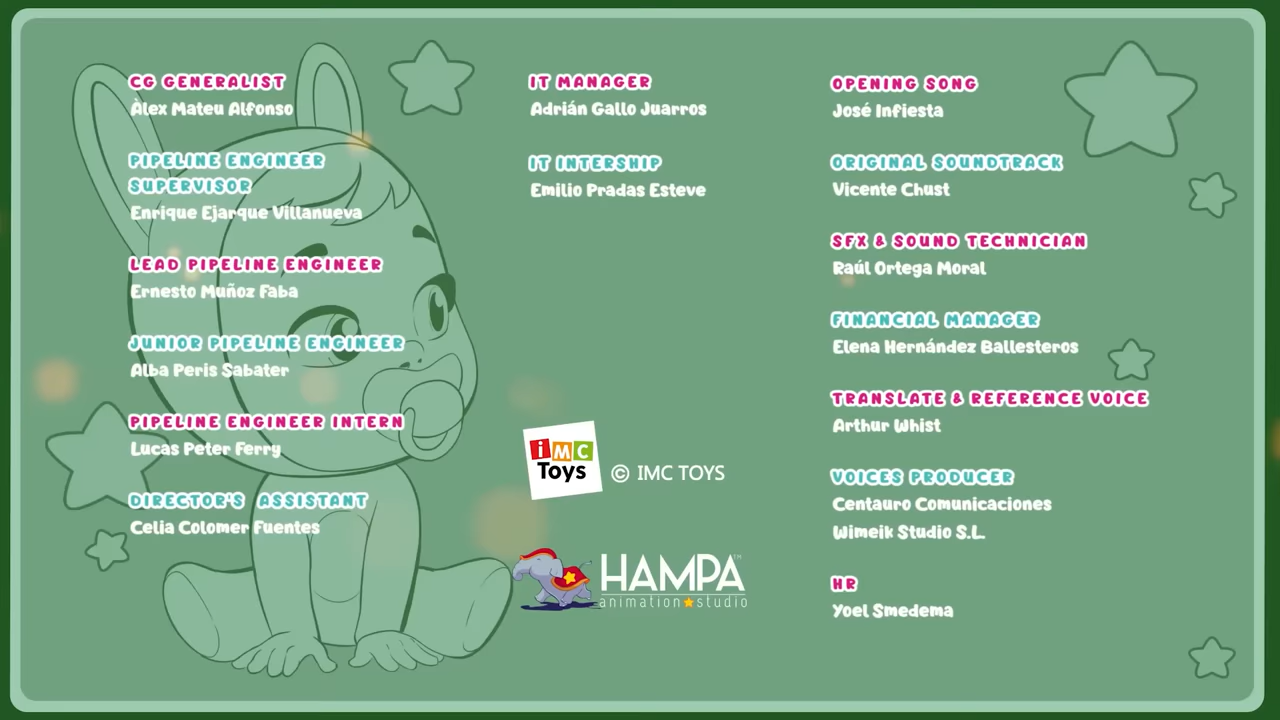 CG GENERALIST
Àlex Mateu Alfonso
PIPELINE ENGINEER
SUPERVISOR
Enrique Ejarque Villanueva
LEAD PIPELINE ENGINEER
Ernesto Muñoz Faba
JUNIOR PIPELINE ENGINEER
Alba Peris Sabater
PIPELINE ENGINEER INTERN
Lucas Peter Ferry
DIRECTOR'S ASSISTANT
Celia Colomer Fuentes
IT MANAGER
Adrián Gallo Juarros
IT INTERSHIP
Emilio Pradas Esteve
iMC
Toys
© IMC TOYS
HAMPA™
animation studio
OPENING SONG
José Infiesta
ORIGINAL SOUNDTRACK
Vicente Chust
SFX & SOUND TECHNICIAN
Raúl Ortega Moral
FINANCIAL MANAGER
Elena Hernández Ballesteros
TRANSLATE & REFERENCE VOICE
Arthur Whist
VOICES PRODUCER
Centauro Comunicaciones
Wimeik Studio S.L.
HR
Yoel Smedema